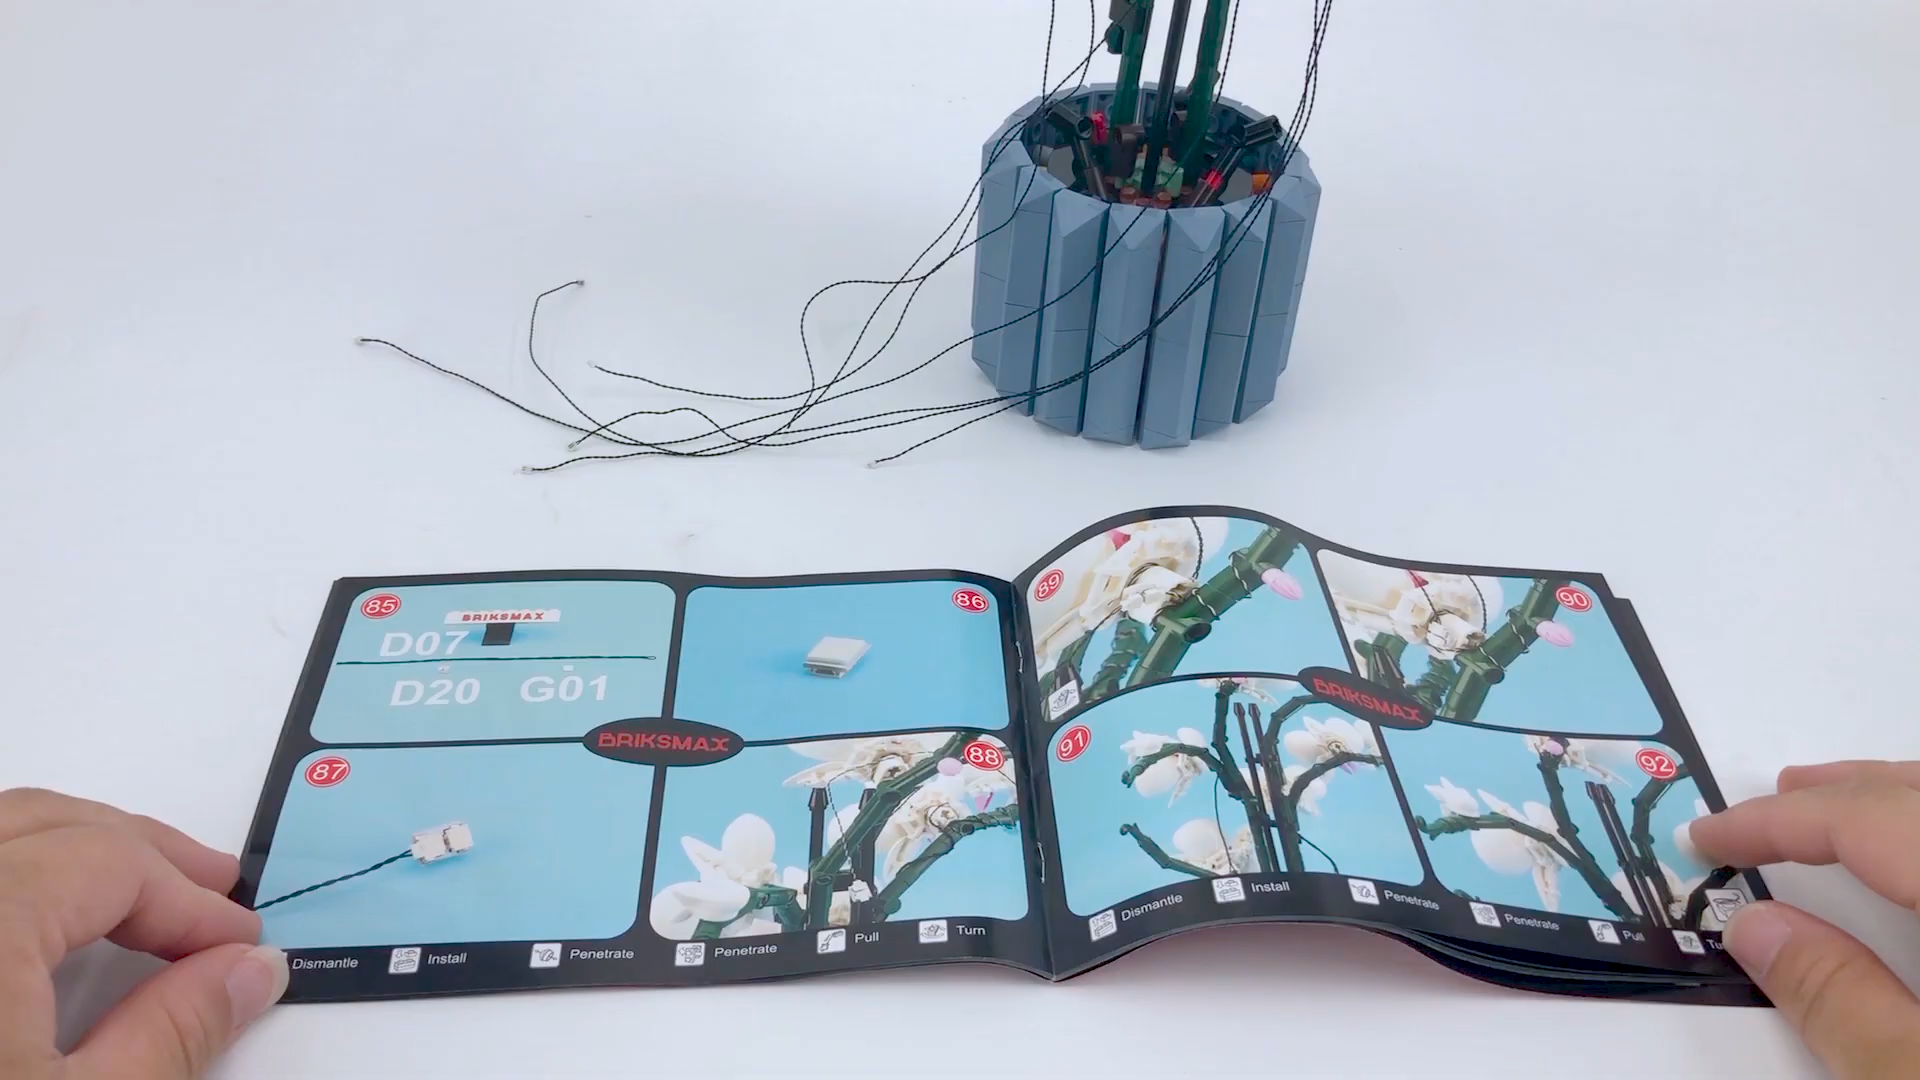 85
BRIKSMAX
D07
D20 G01
86
87
88
BRIKSMAX
Dismantle Install Penetrate Penetrate Pull Turn
89
90
91
92
BRIKSMAX
Dismantle Install Penetrate Penetrate Pull